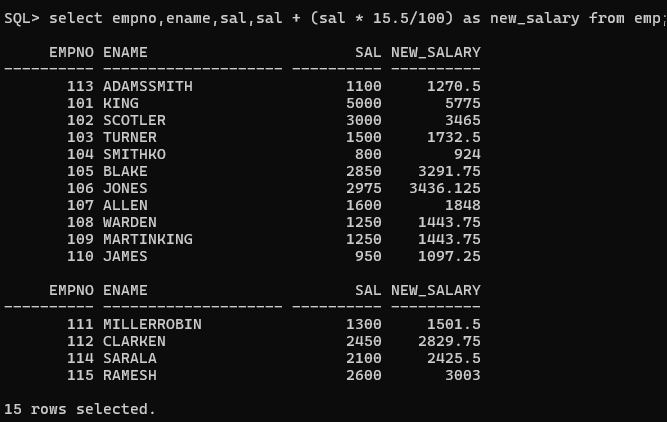 SQL> select empno,ename,sal,sal + (sal * 15.5/100) as new_salary from emp;
     EMPNO ENAME                       SAL NEW_SALARY
---------- -------------------- ---------- ----------
       113 ADAMSSMITH                 1100     1270.5
       101 KING                       5000       5775
       102 SCOTLER                    3000       3465
       103 TURNER                     1500     1732.5
       104 SMITHKO                     800        924
       105 BLAKE                      2850    3291.75
       106 JONES                      2975   3436.125
       107 ALLEN                      1600       1848
       108 WARDEN                     1250    1443.75
       109 MARTINKING                 1250    1443.75
       110 JAMES                       950    1097.25
     EMPNO ENAME                       SAL NEW_SALARY
---------- -------------------- ---------- ----------
       111 MILLERROBIN                1300     1501.5
       112 CLARKEN                    2450    2829.75
       114 SARALA                     2100     2425.5
       115 RAMESH                     2600       3003
15 rows selected.